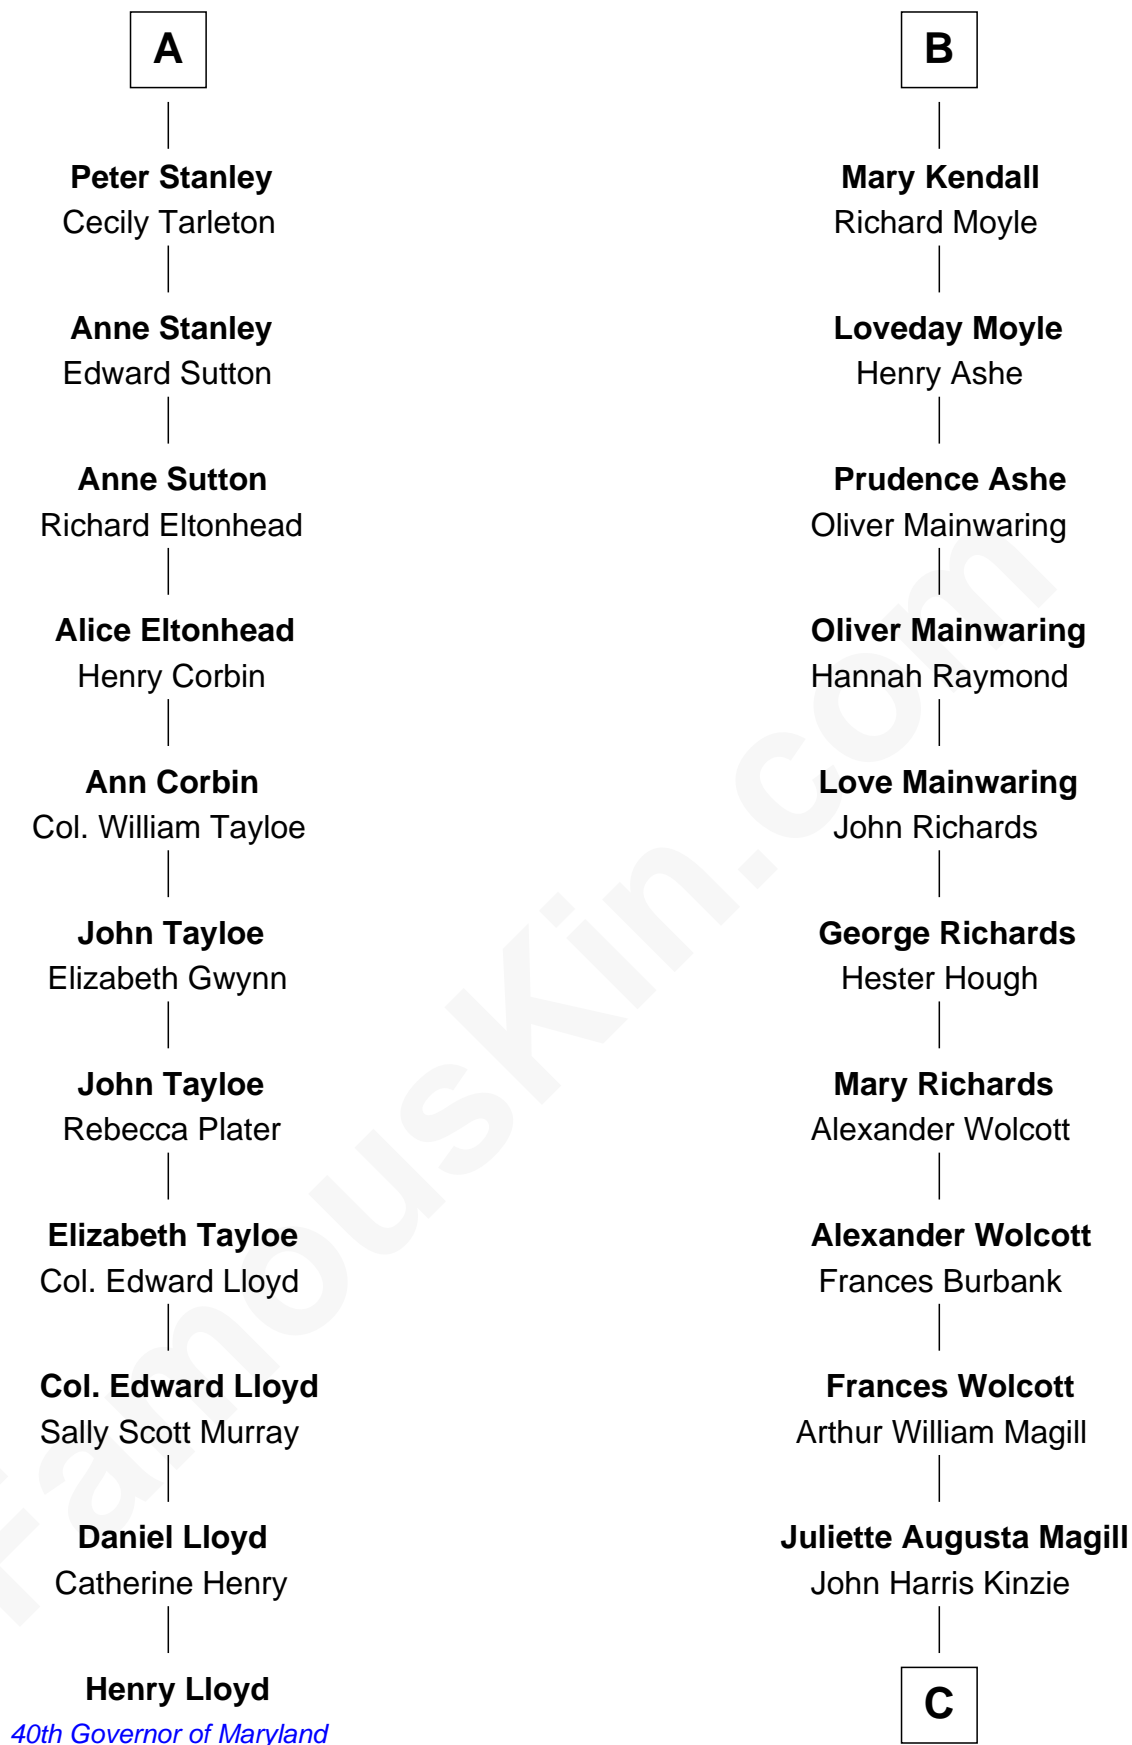 A
Peter Stanley
Cecily Tarleton
Anne Stanley
Edward Sutton
Anne Sutton
Richard Eltonhead
Alice Eltonhead
Henry Corbin
Ann Corbin
Col. William Tayloe
John Tayloe
Elizabeth Gwynn
John Tayloe
Rebecca Plater
Elizabeth Tayloe
Col. Edward Lloyd
Col. Edward Lloyd
Sally Scott Murray
Daniel Lloyd
Catherine Henry
Henry Lloyd
40th Governor of Maryland
B
Mary Kendall
Richard Moyle
Loveday Moyle
Henry Ashe
Prudence Ashe
Oliver Mainwaring
Oliver Mainwaring
Hannah Raymond
Love Mainwaring
John Richards
George Richards
Hester Hough
Mary Richards
Alexander Wolcott
Alexander Wolcott
Frances Burbank
Frances Wolcott
Arthur William Magill
Juliette Augusta Magill
John Harris Kinzie
C
FamousKin.com